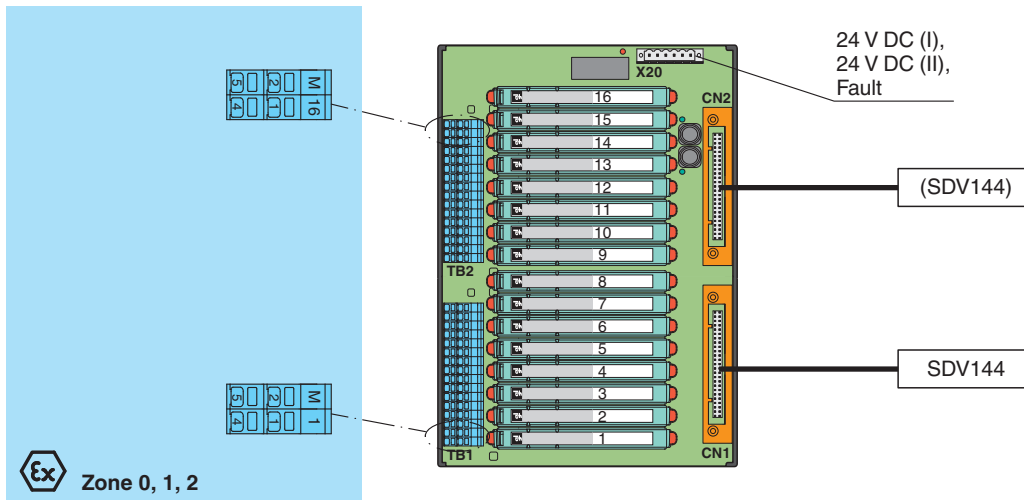 24 V DC (I),
24 V DC (II),
Fault
X20
CN2
5 2 M
4 1 16
16
15
14
13
12
11
10
9
8
7
6
5
4
3
2
1
(SDV144)
TB2
SDV144
5 2 M
4 1 1
TB1
CN1
Ex
Zone 0, 1, 2